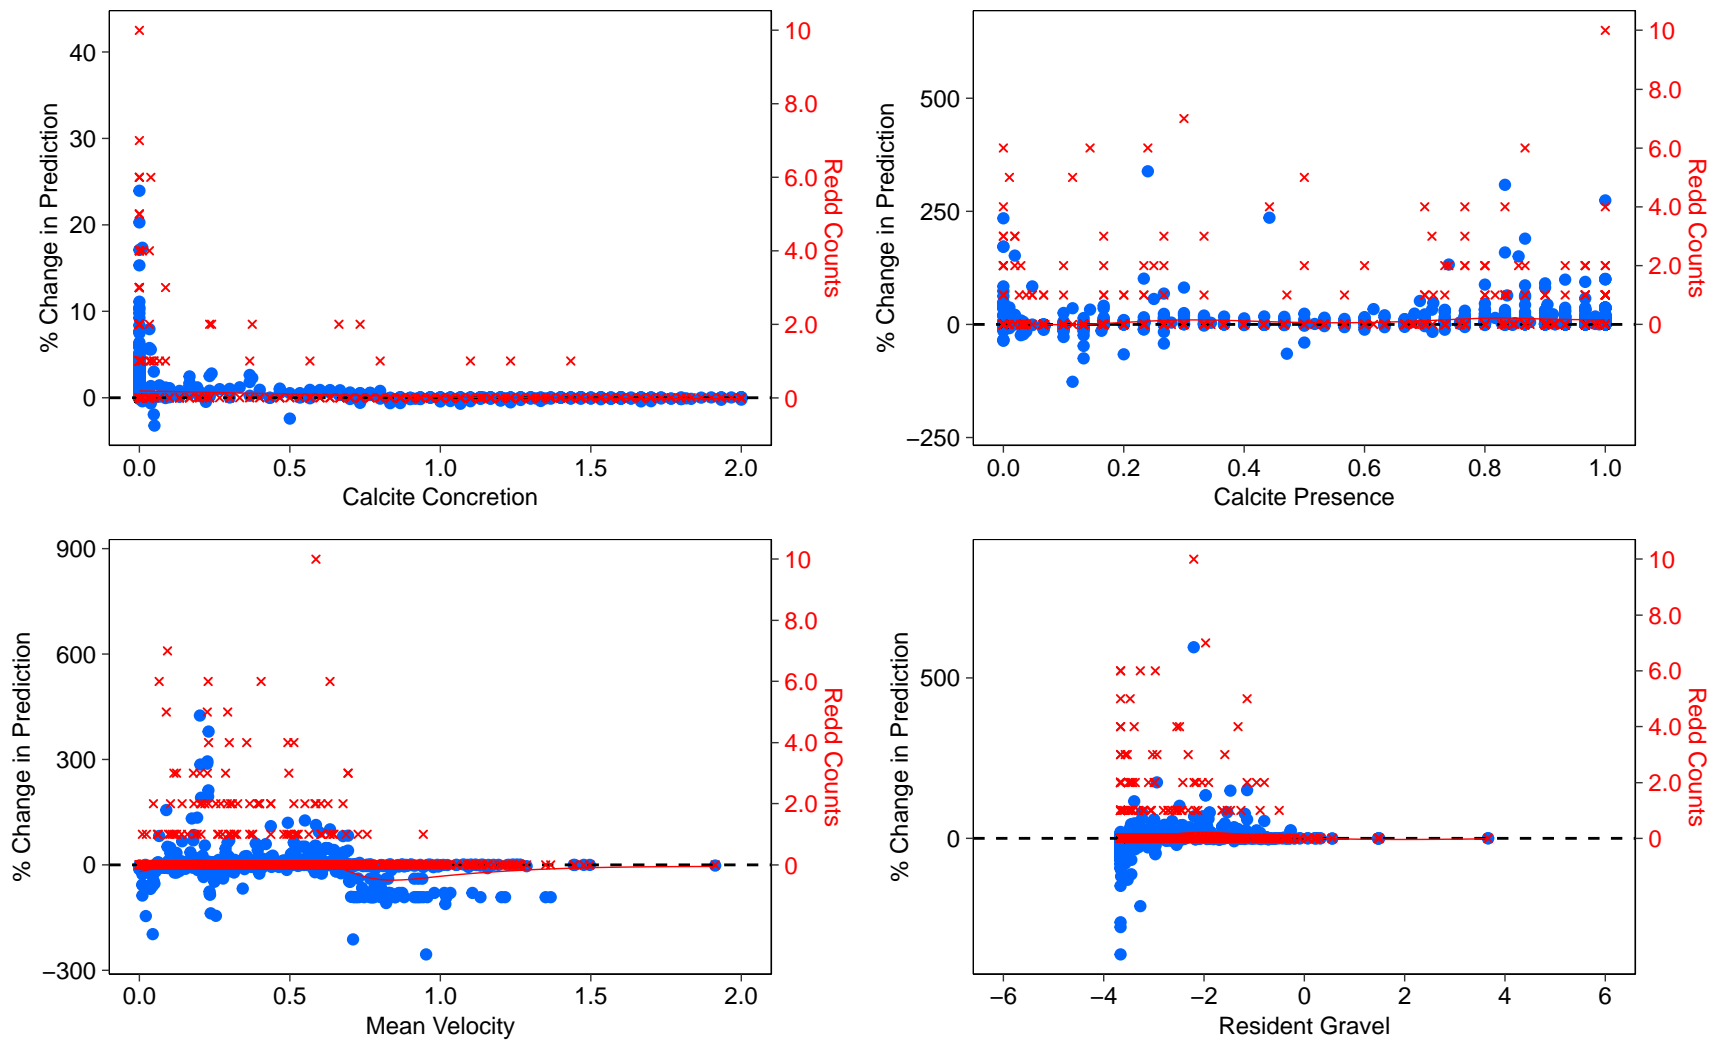 % Change in Prediction
40
30
20
10
0
10
8.0
6.0
4.0
2.0
0
Redd Counts
0.0 0.5 1.0 1.5 2.0
Calcite Concretion
% Change in Prediction
500
250
0
−250
10
8.0
6.0
4.0
2.0
0
Redd Counts
0.0 0.2 0.4 0.6 0.8 1.0
Calcite Presence
% Change in Prediction
900
600
300
0
−300
10
8.0
6.0
4.0
2.0
0
Redd Counts
0.0 0.5 1.0 1.5 2.0
Mean Velocity
% Change in Prediction
500
0
10
8.0
6.0
4.0
2.0
0
Redd Counts
−6 −4 −2 0 2 4 6
Resident Gravel